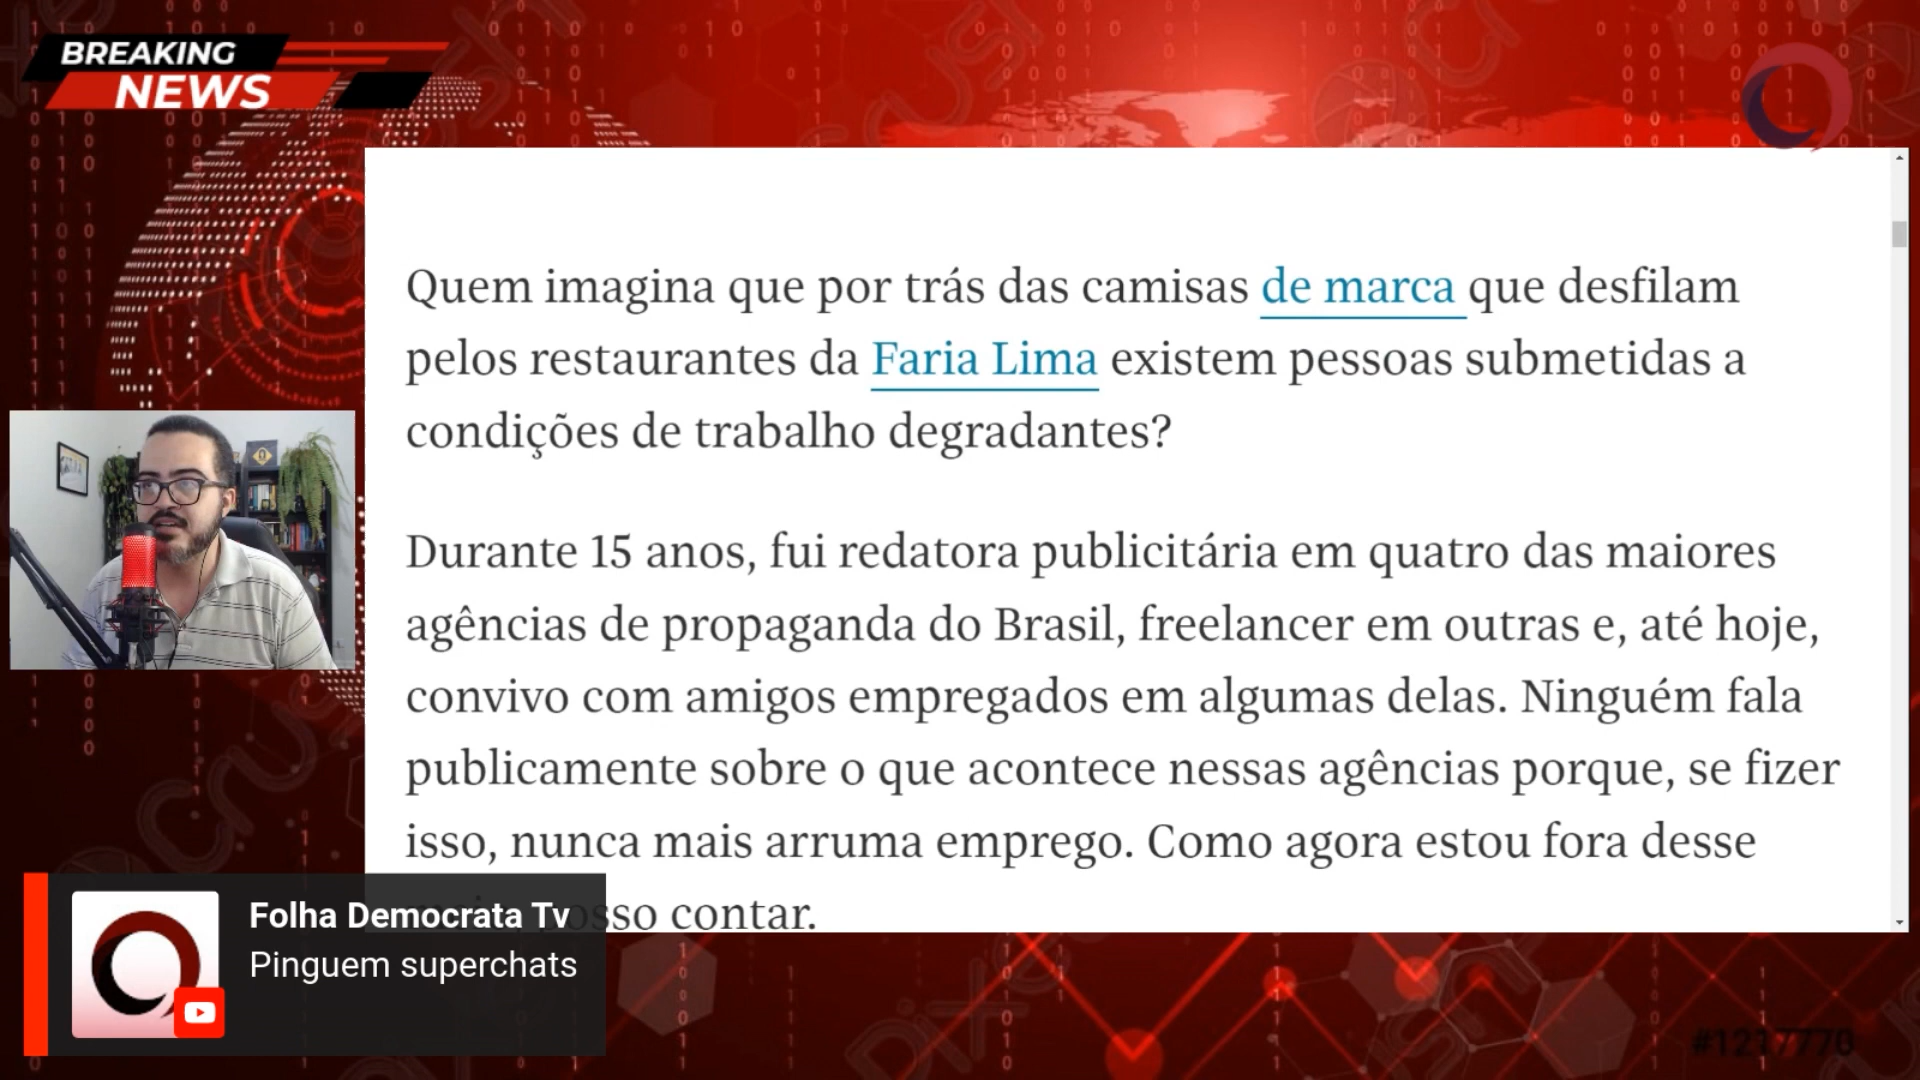 BREAKING
NEWS
Quem imagina que por trás das camisas de marca que desfilam
pelos restaurantes da Faria Lima existem pessoas submetidas a
condições de trabalho degradantes?
Durante 15 anos, fui redatora publicitária em quatro das maiores
agências de propaganda do Brasil, freelancer em outras e, até hoje,
convivo com amigos empregados em algumas delas. Ninguém fala
publicamente sobre o que acontece nessas agências porque, se fizer
isso, nunca mais arruma emprego. Como agora estou fora desse
posso contar.
Folha Democrata Tv
Pinguem superchats